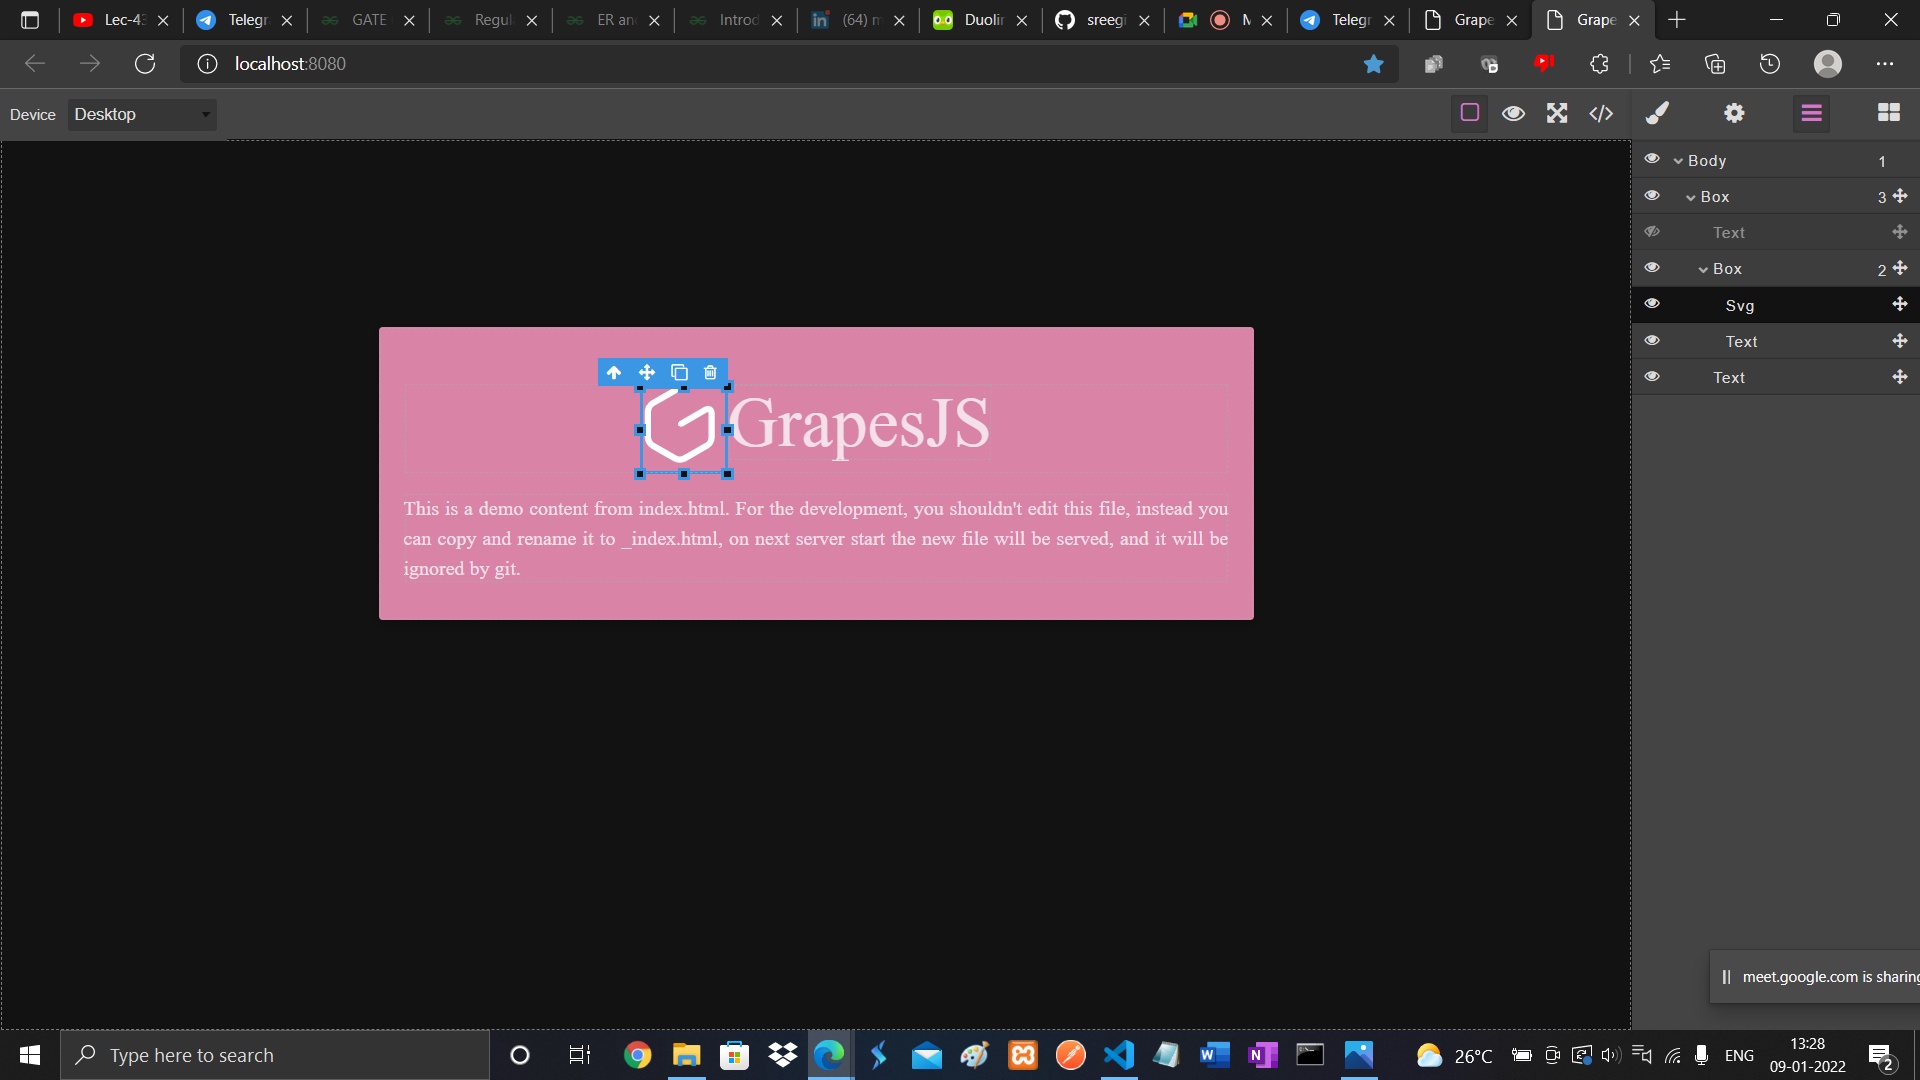 Lec-43
Telegr
GATE
Regul
ER an
Introd
(64) m
Duolin
sreegi
M
Telegr
Grape
Grape
localhost:8080
Device
Desktop
Body 1
Box 3
Text
Box 2
Svg
Text
Text
GrapesJS
This is a demo content from index.html. For the development, you shouldn't edit this file, instead you
can copy and rename it to _index.html, on next server start the new file will be served, and it will be
ignored by git.
meet.google.com is sharing
Type here to search
26°C
ENG
13:28
09-01-2022
2